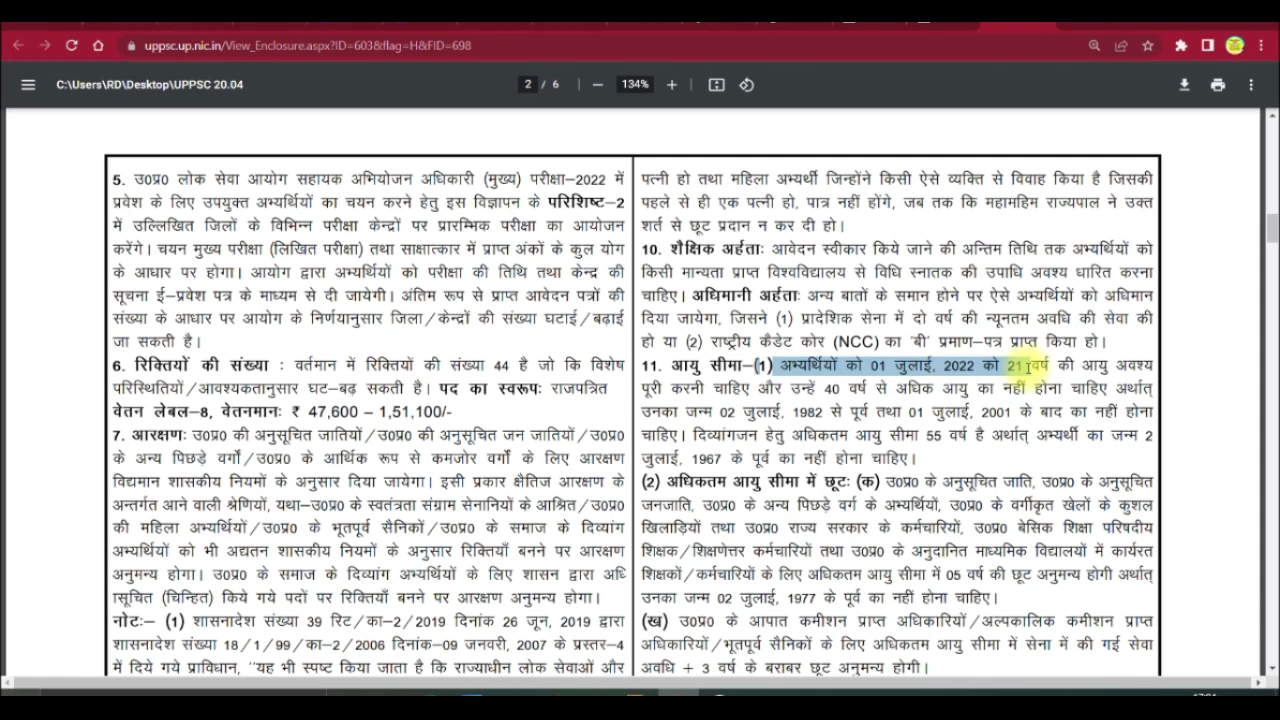 uppsc.up.nic.in/View_Enclosure.aspx?ID=603&flag=H&FID=698
C:\Users\RD\Desktop\UPPSC 20.04
2 / 6
134%
5. उ0प्र0 लोक सेवा आयोग सहायक अभियोजन अधिकारी (मुख्य) परीक्षा–2022 में
प्रवेश के लिए उपयुक्त अभ्यर्थियों का चयन करने हेतु इस विज्ञापन के परिशिष्ट–2
में उल्लिखित जिलों के विभिन्न परीक्षा केन्द्रों पर प्रारम्भिक परीक्षा का आयोजन
करेंगे। चयन मुख्य परीक्षा (लिखित परीक्षा) तथा साक्षात्कार में प्राप्त अंकों के कुल योग
के आधार पर होगा। आयोग द्वारा अभ्यर्थियों को परीक्षा की तिथि तथा केन्द्र की
सूचना ई–प्रवेश पत्र के माध्यम से दी जायेगी। अंतिम रूप से प्राप्त आवेदन पत्रों की
संख्या के आधार पर आयोग के निर्णयानुसार जिला/केन्द्रों की संख्या घटाई/बढ़ाई
जा सकती है।
6. रिक्तियों की संख्या : वर्तमान में रिक्तियों की संख्या 44 है जो कि विशेष
परिस्थितियों/आवश्यकतानुसार घट–बढ़ सकती है। पद का स्वरूपः राजपत्रित
वेतन लेबल–8, वेतनमानः ₹ 47,600 – 1,51,100/-
7. आरक्षणः उ0प्र0 की अनुसूचित जातियों/उ0प्र0 की अनुसूचित जन जातियों/उ0प्र0
के अन्य पिछड़े वर्गों/उ0प्र0 के आर्थिक रूप से कमजोर वर्गों के लिए आरक्षण
विद्यमान शासकीय नियमों के अनुसार दिया जायेगा। इसी प्रकार क्षैतिज आरक्षण के
अन्तर्गत आने वाली श्रेणियों, यथा–उ0प्र0 के स्वतंत्रता संग्राम सेनानियों के आश्रित/उ0प्र0
की महिला अभ्यर्थियों/उ0प्र0 के भूतपूर्व सैनिकों/उ0प्र0 के समाज के दिव्यांग
अभ्यर्थियों को भी अद्यतन शासकीय नियमों के अनुसार रिक्तियाँ बनने पर आरक्षण
अनुमन्य होगा। उ0प्र0 के समाज के दिव्यांग अभ्यर्थियों के लिए शासन द्वारा अधि
ासूचित (चिन्हित) किये गये पदों पर रिक्तियाँ बनने पर आरक्षण अनुमन्य होगा।
नोटः– (1) शासनादेश संख्या 39 रिट/का–2/2019 दिनांक 26 जून, 2019 द्वारा
शासनादेश संख्या 18/1/99/का–2/2006 दिनांक–09 जनवरी, 2007 के प्रस्तर–4
में दिये गये प्राविधान, ''यह भी स्पष्ट किया जाता है कि राज्याधीन लोक सेवाओं और
पत्नी हो तथा महिला अभ्यर्थी जिन्होंने किसी ऐसे व्यक्ति से विवाह किया है जिसकी
पहले से ही एक पत्नी हो, पात्र नहीं होंगे, जब तक कि महामहिम राज्यपाल ने उक्त
शर्त से छूट प्रदान न कर दी हो।
10. शैक्षिक अर्हताः आवेदन स्वीकार किये जाने की अन्तिम तिथि तक अभ्यर्थियों को
किसी मान्यता प्राप्त विश्वविद्यालय से विधि स्नातक की उपाधि अवश्य धारित करना
चाहिए। अधिमानी अर्हताः अन्य बातों के समान होने पर ऐसे अभ्यर्थियों को अधिमान
दिया जायेगा, जिसने (1) प्रादेशिक सेना में दो वर्ष की न्यूनतम अवधि की सेवा की
हो या (2) राष्ट्रीय कैडेट कोर (NCC) का 'बी' प्रमाण–पत्र प्राप्त किया हो।
11. आयु सीमा–(1) अभ्यर्थियों को 01 जुलाई, 2022 को 21 वर्ष की आयु अवश्य
पूरी करनी चाहिए और उन्हें 40 वर्ष से अधिक आयु का नहीं होना चाहिए अर्थात्
उनका जन्म 02 जुलाई, 1982 से पूर्व तथा 01 जुलाई, 2001 के बाद का नहीं होना
चाहिए। दिव्यांगजन हेतु अधिकतम आयु सीमा 55 वर्ष है अर्थात् अभ्यर्थी का जन्म 2
जुलाई, 1967 के पूर्व का नहीं होना चाहिए।
(2) अधिकतम आयु सीमा में छूटः (क) उ0प्र0 के अनुसूचित जाति, उ0प्र0 के अनुसूचित
जनजाति, उ0प्र0 के अन्य पिछड़े वर्ग के अभ्यर्थियों, उ0प्र0 के वर्गीकृत खेलों के कुशल
खिलाड़ियों तथा उ0प्र0 राज्य सरकार के कर्मचारियों, उ0प्र0 बेसिक शिक्षा परिषदीय
शिक्षक/शिक्षणेत्तर कर्मचारियों तथा उ0प्र0 के अनुदानित माध्यमिक विद्यालयों में कार्यरत
शिक्षकों/कर्मचारियों के लिए अधिकतम आयु सीमा में 05 वर्ष की छूट अनुमन्य होगी अर्थात्
उनका जन्म 02 जुलाई, 1977 के पूर्व का नहीं होना चाहिए।
(ख) उ0प्र0 के आपात कमीशन प्राप्त अधिकारियों/अल्पकालिक कमीशन प्राप्त
अधिकारियों/भूतपूर्व सैनिकों के लिए अधिकतम आयु सीमा में सेना में की गई सेवा
अवधि + 3 वर्ष के बराबर छूट अनुमन्य होगी।